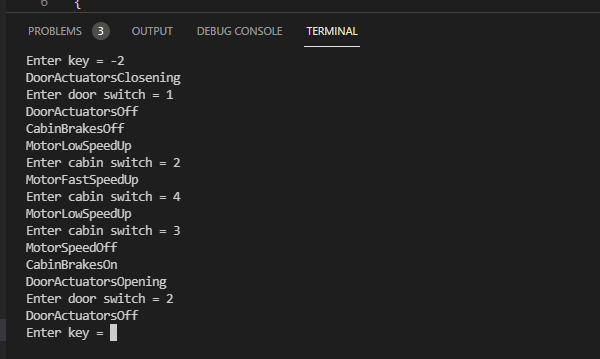 6 {
PROBLEMS 3 OUTPUT DEBUG CONSOLE TERMINAL
Enter key = -2
DoorActuatorsClosening
Enter door switch = 1
DoorActuatorsOff
CabinBrakesOff
MotorLowSpeedUp
Enter cabin switch = 2
MotorFastSpeedUp
Enter cabin switch = 4
MotorLowSpeedUp
Enter cabin switch = 3
MotorSpeedOff
CabinBrakesOn
DoorActuatorsOpening
Enter door switch = 2
DoorActuatorsOff
Enter key =